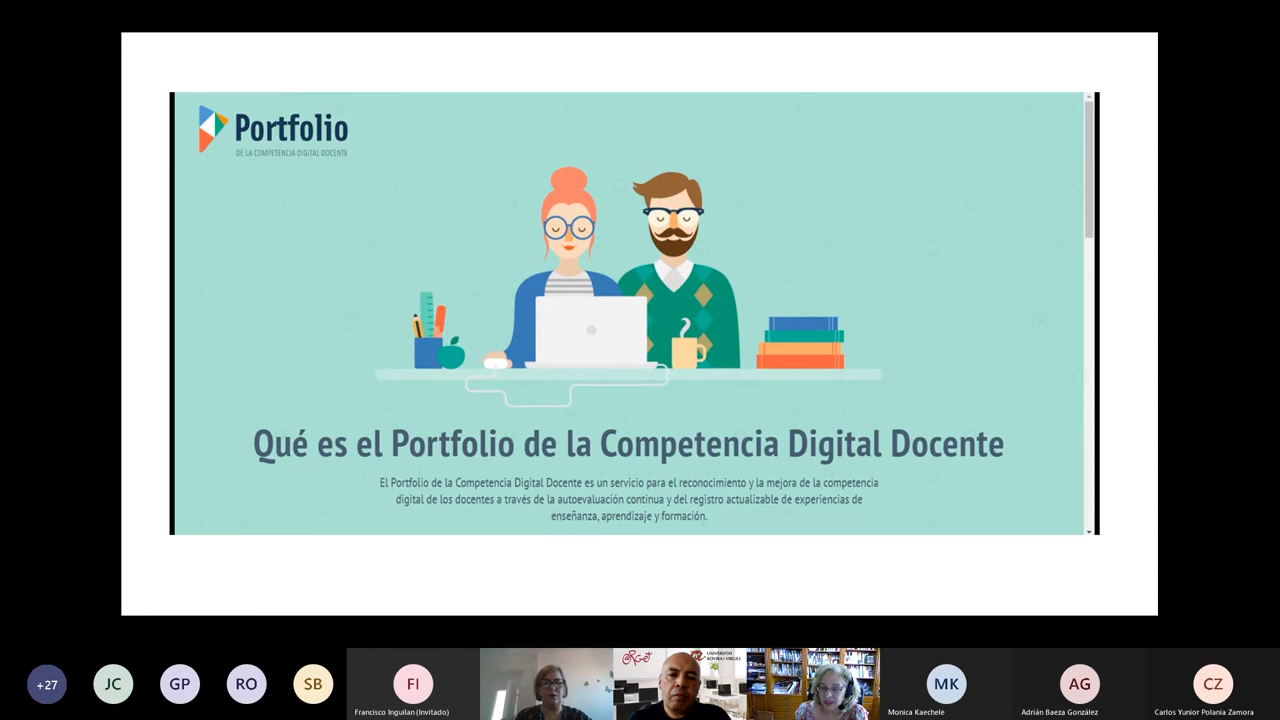 Portfolio
DE LA COMPETENCIA DIGITAL DOCENTE
Qué es el Portfolio de la Competencia Digital Docente
El Portfolio de la Competencia Digital Docente es un servicio para el reconocimiento y la mejora de la competencia
digital de los docentes a través de la autoevaluación continua y del registro actualizable de experiencias de
enseñanza, aprendizaje y formación.
+27
JC
GP
RO
SB
FI
Francisco Inguilan (Invitado)
UNIVERSITAT
ROVIRA I VIRGILI
MK
Monica Kaechele
AG
Adrián Baeza González
CZ
Carlos Yunior Polania Zamora